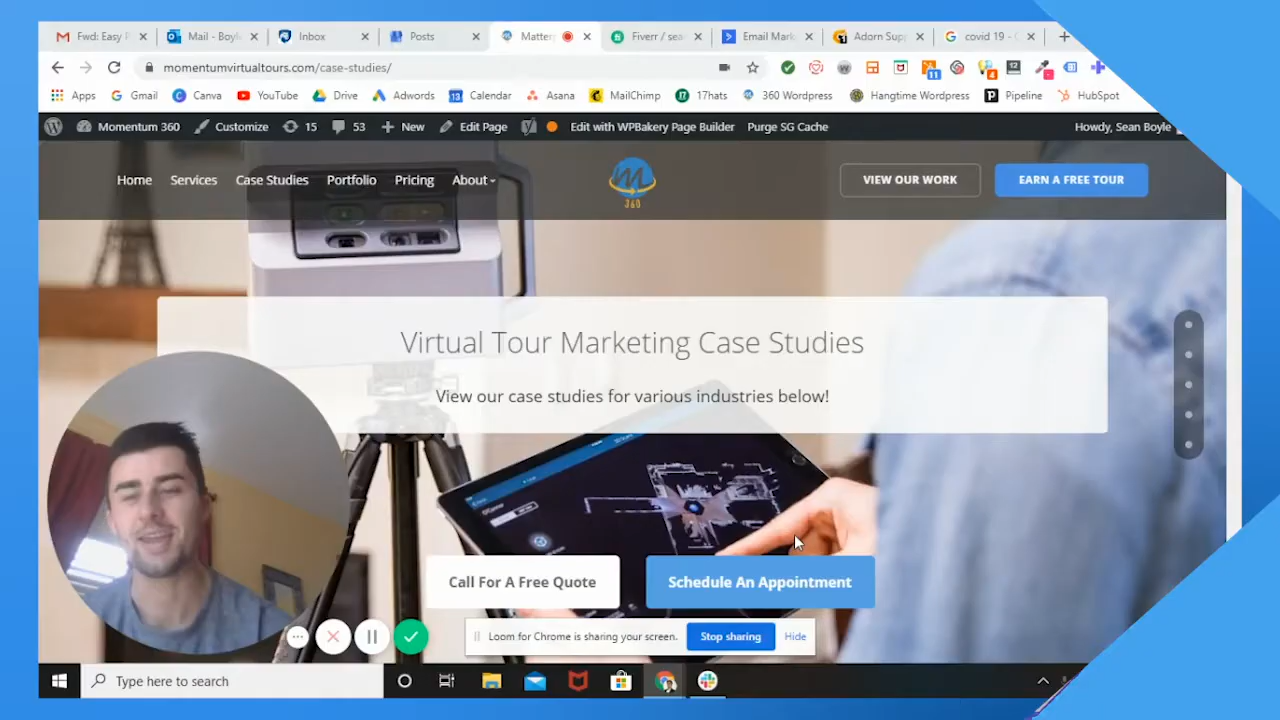 Fwd: Easy P
Mail - Boyle
Inbox
Posts
Matterp
Fiverr / sea
Email Mark
Adorn Supp
covid 19 - G
momentumvirtualtours.com/case-studies/
11
4
12
Apps
Gmail
Canva
YouTube
Drive
Adwords
Calendar
Asana
MailChimp
17hats
360 Wordpress
Hangtime Wordpress
Pipeline
HubSpot
Momentum 360
Customize
15
53
New
Edit Page
Edit with WPBakery Page Builder
Purge SG Cache
Howdy, Sean Boyle
Home
Services
Case Studies
Portfolio
Pricing
About
M
360
VIEW OUR WORK
EARN A FREE TOUR
Virtual Tour Marketing Case Studies
View our case studies for various industries below!
Call For A Free Quote
Schedule An Appointment
Loom for Chrome is sharing your screen.
Stop sharing
Hide
Type here to search